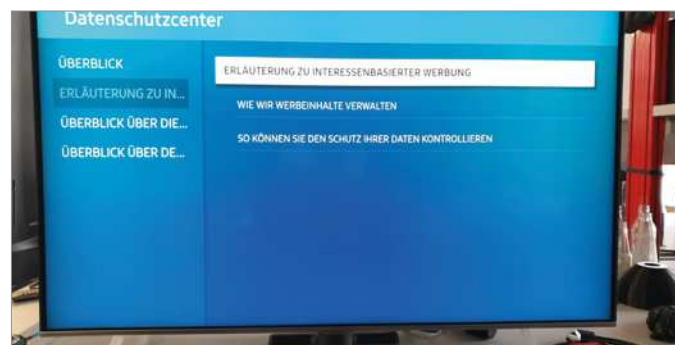 Datenschutzcenter
ÜBERBLICK
ERLÄUTERUNG ZU IN...
ÜBERBLICK ÜBER DIE...
ÜBERBLICK ÜBER DE...
ERLÄUTERUNG ZU INTERESSENBASIERTER WERBUNG
WIE WIR WERBEINHALTE VERWALTEN
SO KÖNNEN SIE DEN SCHUTZ IHRER DATEN KONTROLLIEREN